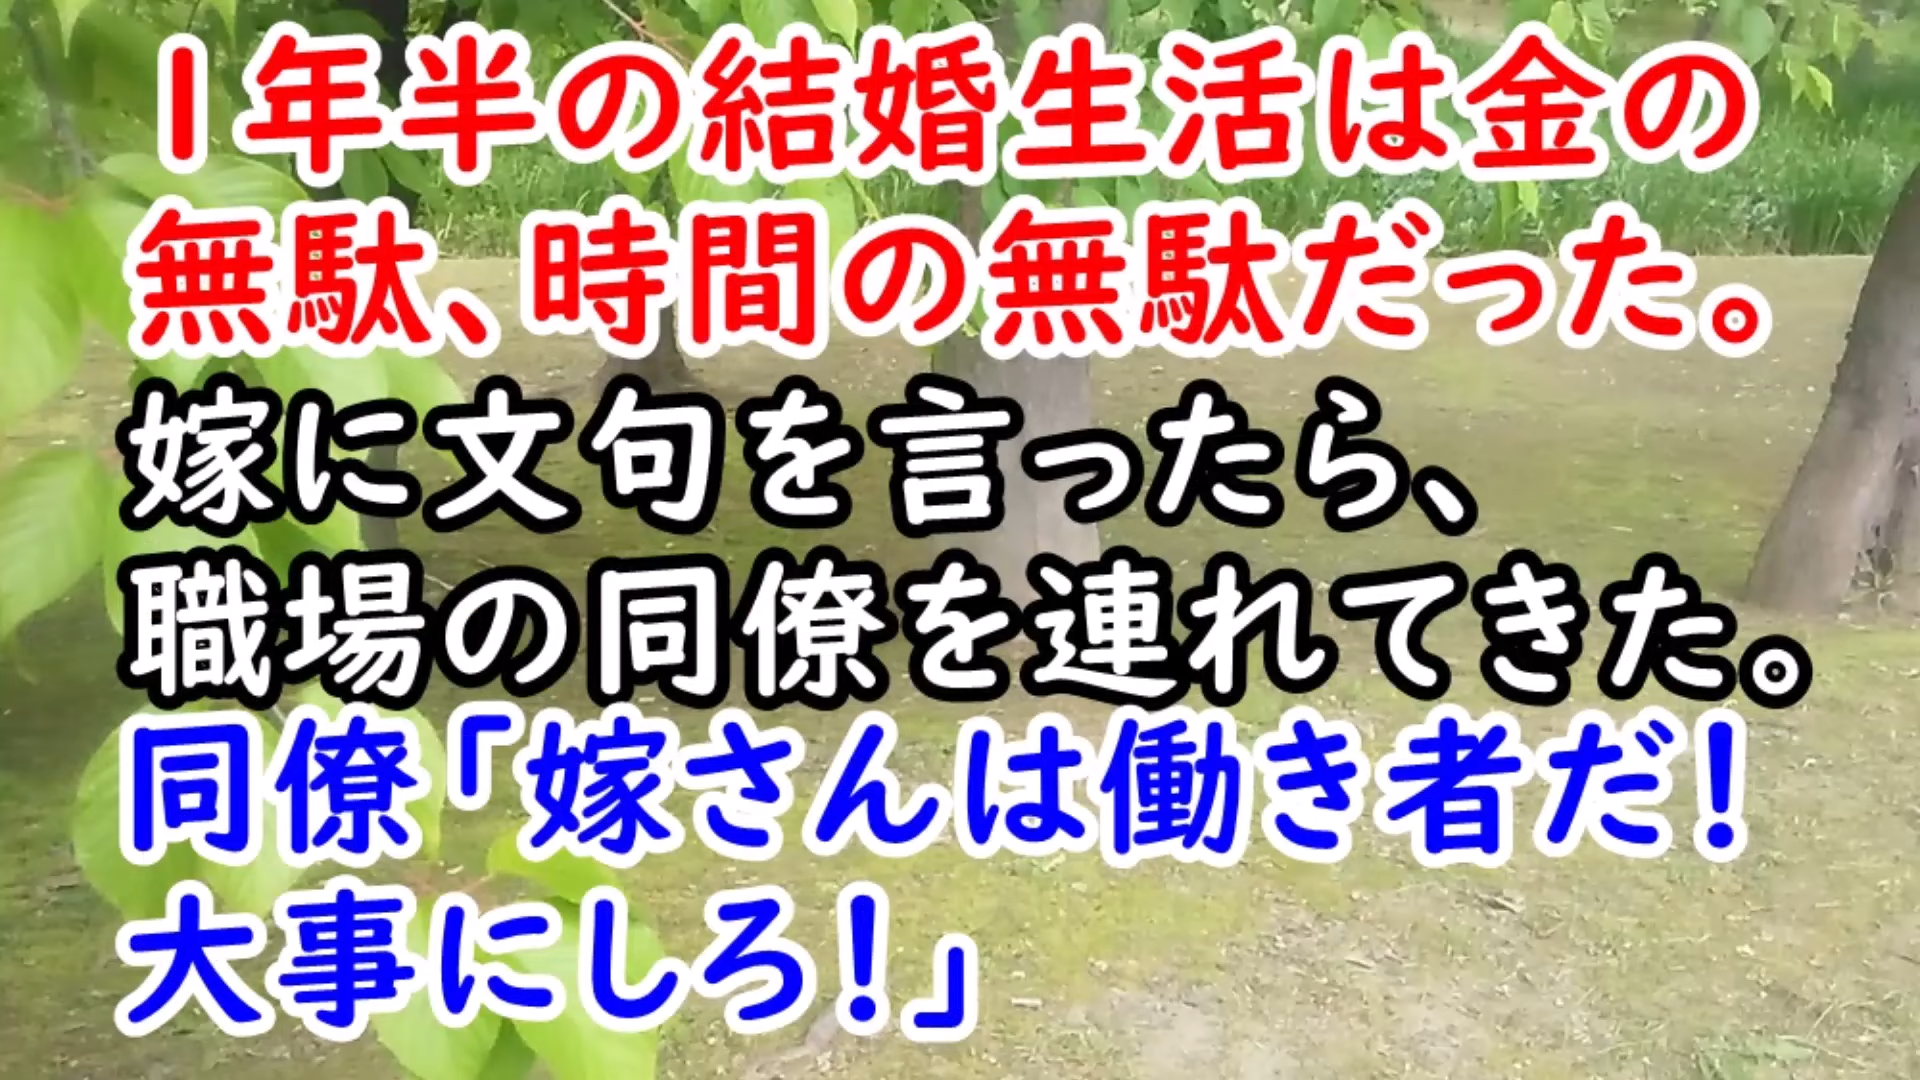 1年半の結婚生活は金の
無駄、時間の無駄だった。
嫁に文句を言ったら、
職場の同僚を連れてきた。
同僚「嫁さんは働き者だ！
大事にしろ！」